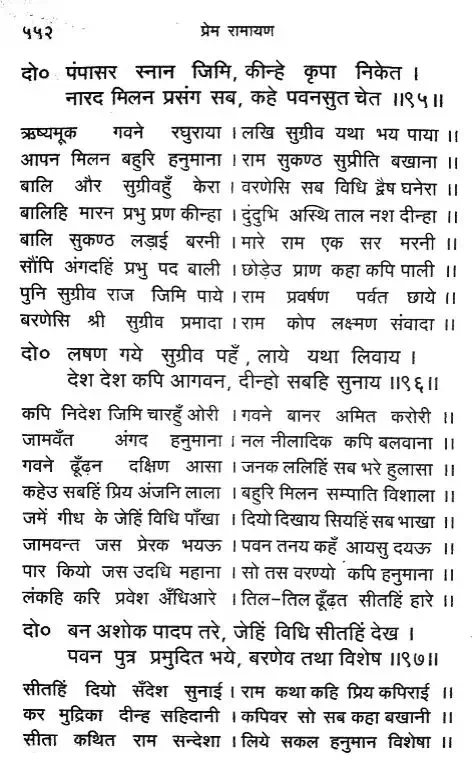 ५५२ प्रेम रामायण
दो० पंपासर स्नान जिमि, कीन्हे कृपा निकेत ।
नारद मिलन प्रसंग सब, कहे पवनसुत चेत ।।९५।।
ऋष्यमूक गवने रघुराया । लखि सुग्रीव यथा भय पाया ।।
आपन मिलन बहुरि हनुमाना । राम सुकण्ठ सुप्रीति बखाना ।।
बालि और सुग्रीवहुँ केरा । वरणेसि सब विधि द्वैष घनेरा ।।
बालिहि मारन प्रभु प्रण कीन्हा । दुंदुभि अस्थि ताल नश दीन्हा ।।
बालि सुकण्ठ लड़ाई बरनी । मारे राम एक सर मरनी ।।
सौंपि अंगदहिं प्रभु पद बाली । छोड़ेउ प्राण कहा कपि पाली ।।
पुनि सुग्रीव राज जिमि पाये । राम प्रवर्षण पर्वत छाये ।।
बरणेसि श्री सुग्रीव प्रमादा । राम कोप लक्ष्मण संवादा ।।
दो० लषण गये सुग्रीव पहँ, लाये यथा लिवाय ।
देश देश कपि आगवन, दीन्हो सबहि सुनाय ।।९६।।
कपि निदेश जिमि चारहुँ ओरी । गवने बानर अमित करोरी ।।
जामवँत अंगद हनुमाना । नल नीलादिक कपि बलवाना ।।
गवने ढूँढ़न दक्षिण आसा । जनक ललिहिं सब भरे हुलासा ।।
कहेउ सबहिं प्रिय अंजनि लाला । बहुरि मिलन सम्पाति विशाला ।।
जमें गीध के जेहिं विधि पाँखा । दियो दिखाय सियहिं सब भाखा ।।
जामवन्त जस प्रेरक भयऊ । पवन तनय कहँ आयसु दयऊ ।।
पार कियो जस उदधि महाना । सो तस वरण्यो कपि हनुमाना ।।
लंकहि करि प्रवेश अँधिआरे । तिल-तिल ढूँढ़त सीतहिं हारे ।।
दो० बन अशोक पादप तरे, जेहिं विधि सीतहिं देख ।
पवन पुत्र प्रमुदित भये, बरणेव तथा विशेष ।।९७।।
सीतहिं दियो सँदेश सुनाई । राम कथा कहि प्रिय कपिराई ।।
कर मुद्रिका दीन्ह सहिदानी । कपिवर सो सब कहा बखानी ।।
सीता कथित राम सन्देशा । लिये सकल हनुमान विशेषा ।।